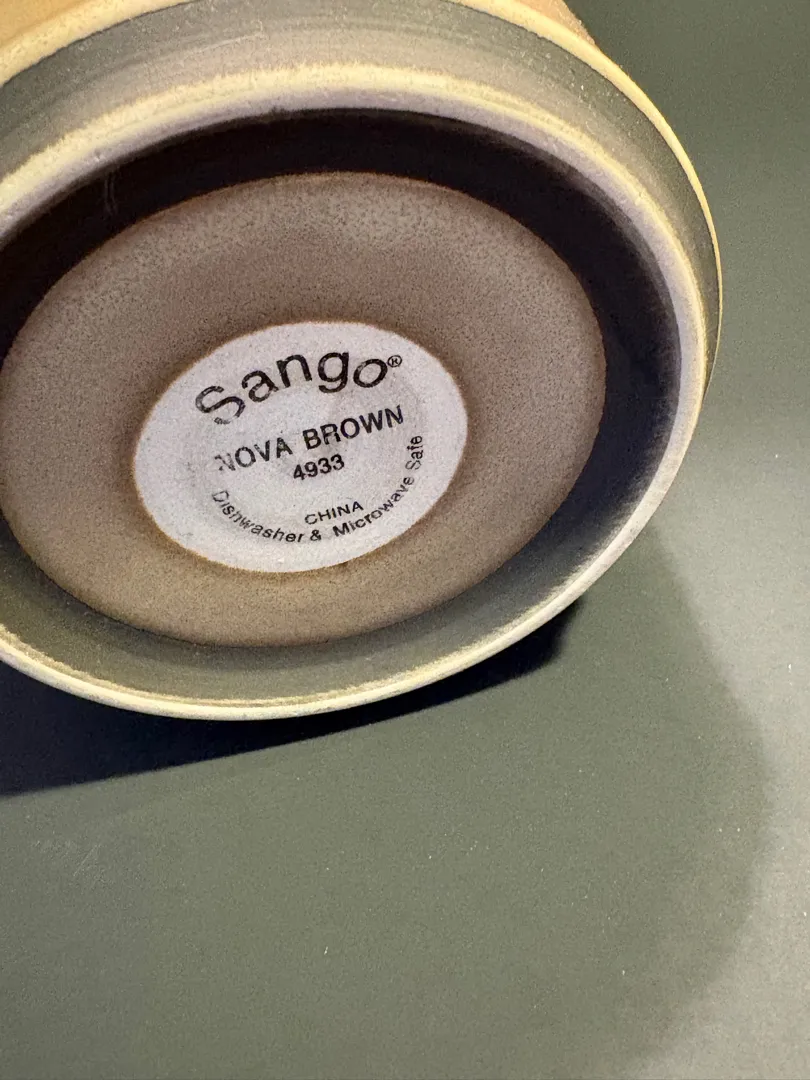 Sango®
NOVA BROWN
4933
CHINA
Dishwasher & Microwave Safe